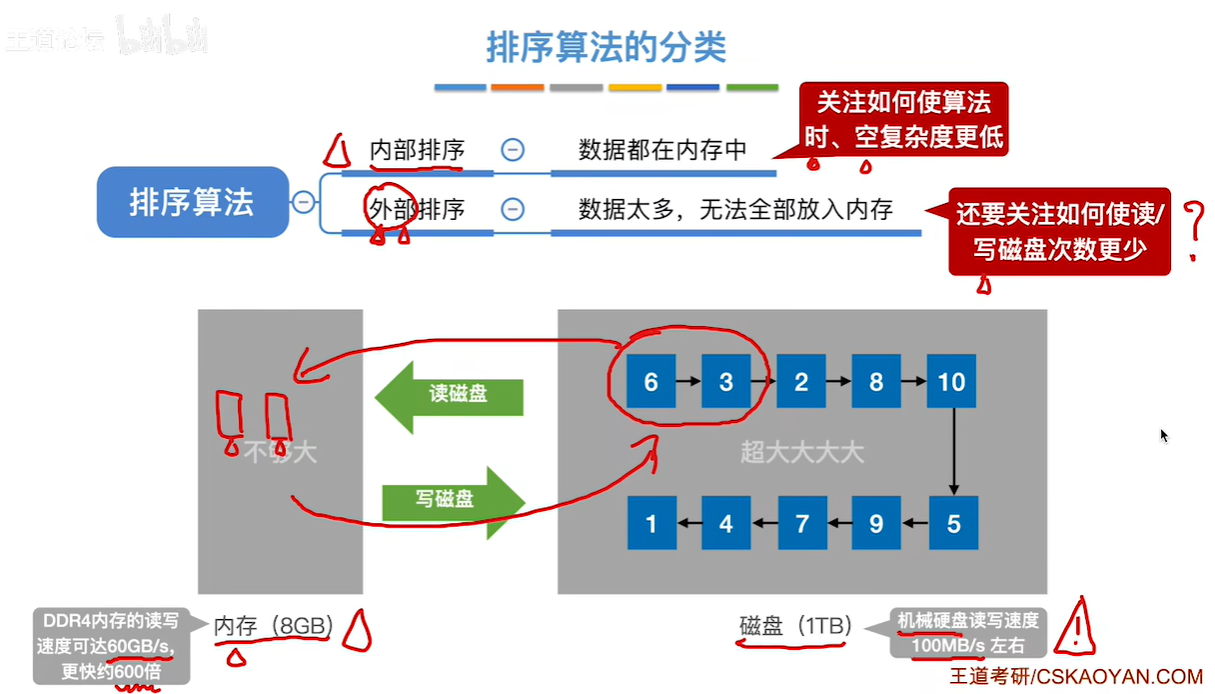 王道论坛 bilibili
排序算法的分类
关注如何使算法
时、空复杂度更低
内部排序
数据都在内存中
排序算法
外部排序
数据太多，无法全部放入内存
还要关注如何使读/
写磁盘次数更少
?
6
3
2
8
10
读磁盘
不够大
超大大大大
写磁盘
1
4
7
9
5
DDR4内存的读写
速度可达60GB/s，
更快约600倍
内存（8GB）
磁盘（1TB）
机械硬盘读写速度
100MB/s 左右
!
王道考研/CSKAOYAN.COM